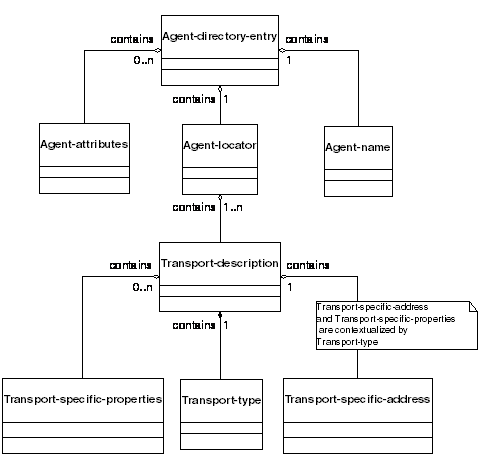 contains
Agent-directory-entry
contains
0..n
1
contains 1
Agent-attributes
Agent-locator
Agent-name
contains 1..n
contains
Transport-description
contains
0..n
1
Transport-specific-address
and Transport-specific-properties
are contextualized by
Transport-type
contains 1
Transport-specific-properties
Transport-type
Transport-specific-address